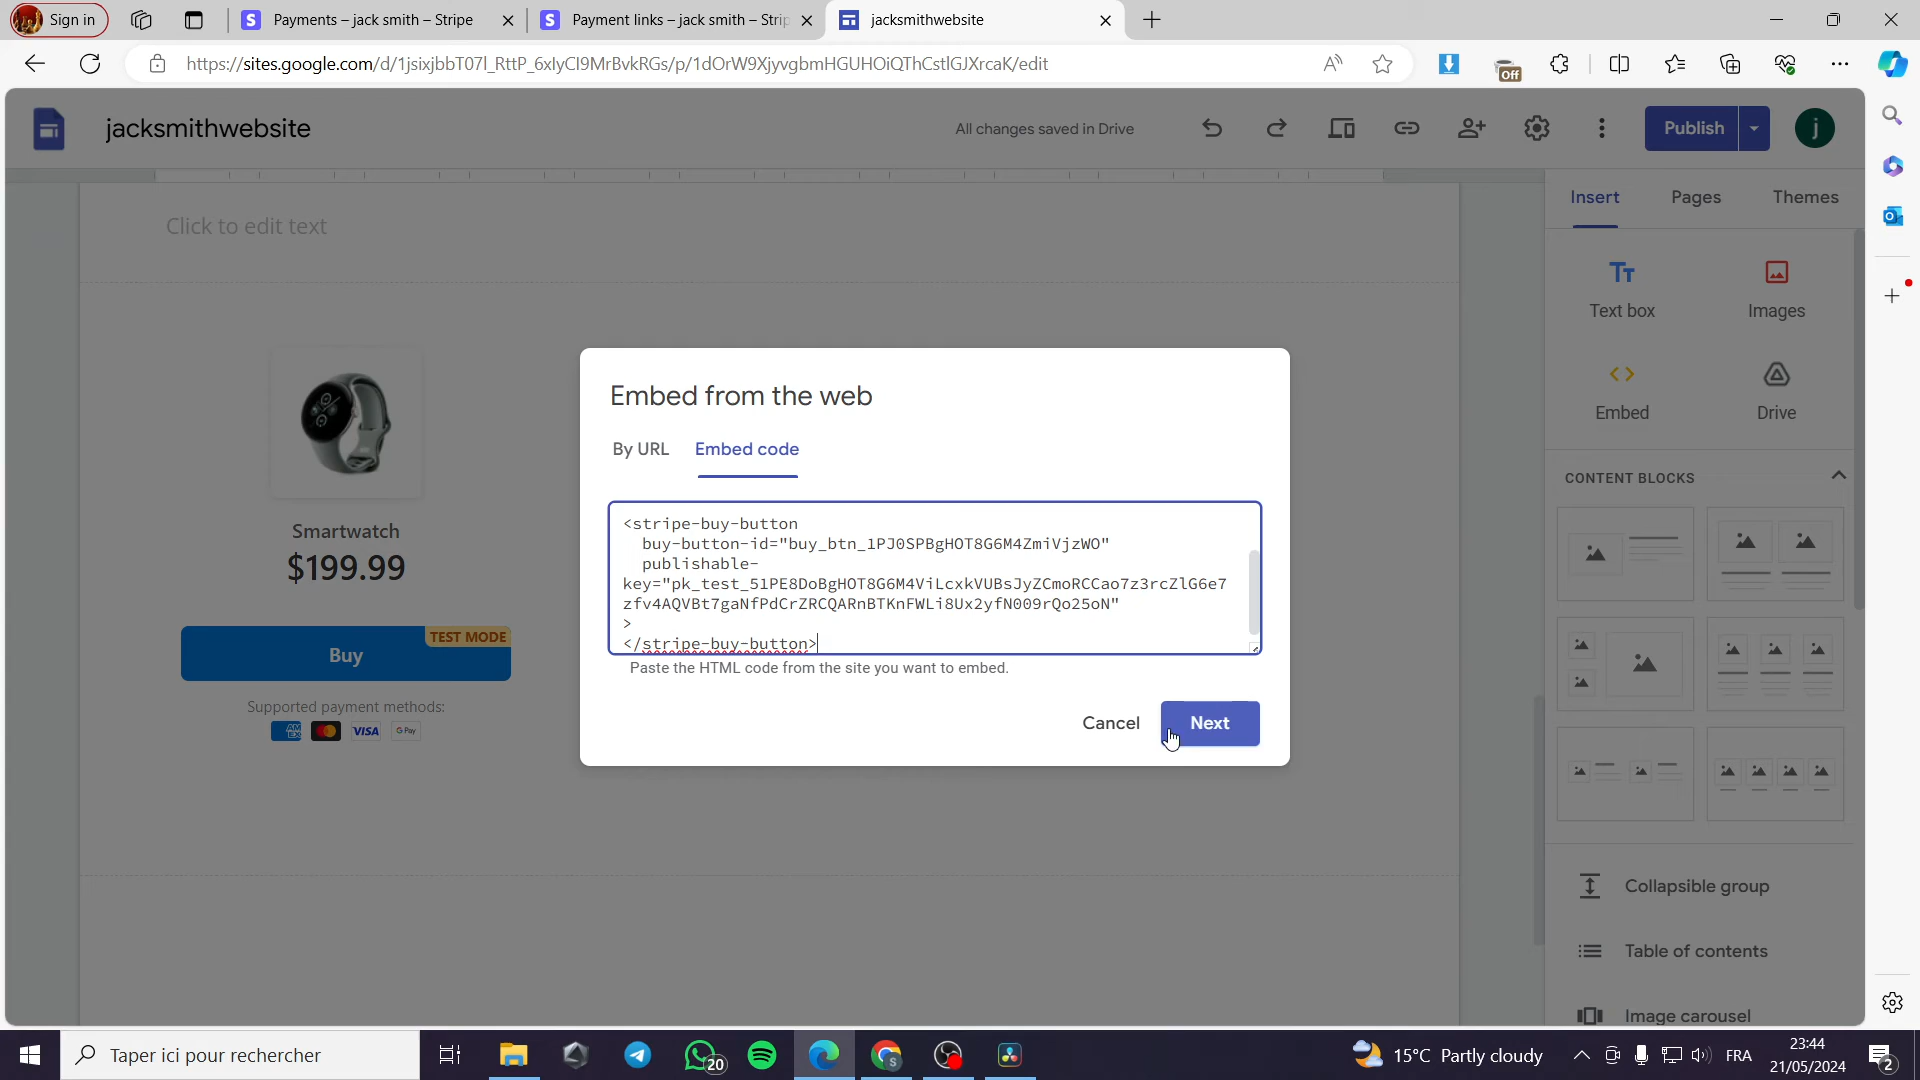 Sign in
Payments – jack smith – Stripe
Payment links – jack smith – Strip
jacksmithwebsite
https://sites.google.com/d/1jsixjbbT07l_RttP_6xlyCI9MrBvkRGs/p/1dOrW9XjyvgbmHGUHOiQThCstlGJXrcaK/edit
Off
jacksmithwebsite
All changes saved in Drive
Publish
j
Insert
Pages
Themes
Click to edit text
Text box
Images
Embed
Drive
CONTENT BLOCKS
Collapsible group
Table of contents
Image carousel
Smartwatch
$199.99
TEST MODE
Buy
Supported payment methods:
AM EX
VISA
G Pay
Embed from the web
By URL
Embed code
<stripe-buy-button
buy-button-id="buy_btn_1PJ0SPBgHOT8G6M4ZmiVjzWO"
publishable-
key="pk_test_51PE8DoBgHOT8G6M4ViLcxkVUBsJyZCmoRCCao7z3rcZlG6e7
zfv4AQVBt7gaNfPdCrZRCQARnBTKnFWLi8Ux2yfN009rQo25oN"
>
</stripe-buy-button>
Paste the HTML code from the site you want to embed.
Cancel
Next
Taper ici pour rechercher
20
15°C Partly cloudy
FRA
23:44
21/05/2024
2